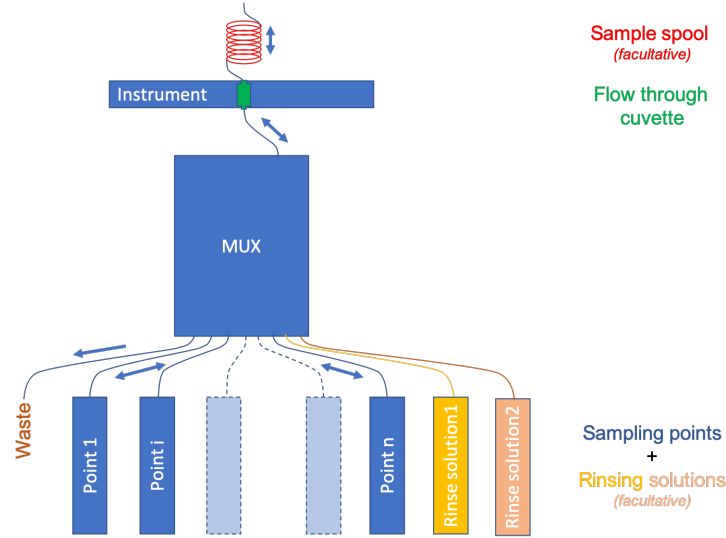 Sample spool
(facultative)
Instrument
Flow through
cuvette
MUX
Waste
Point 1
Point i
Point n
Rinse solution1
Rinse solution2
Sampling points
+
Rinsing solutions
(facultative)